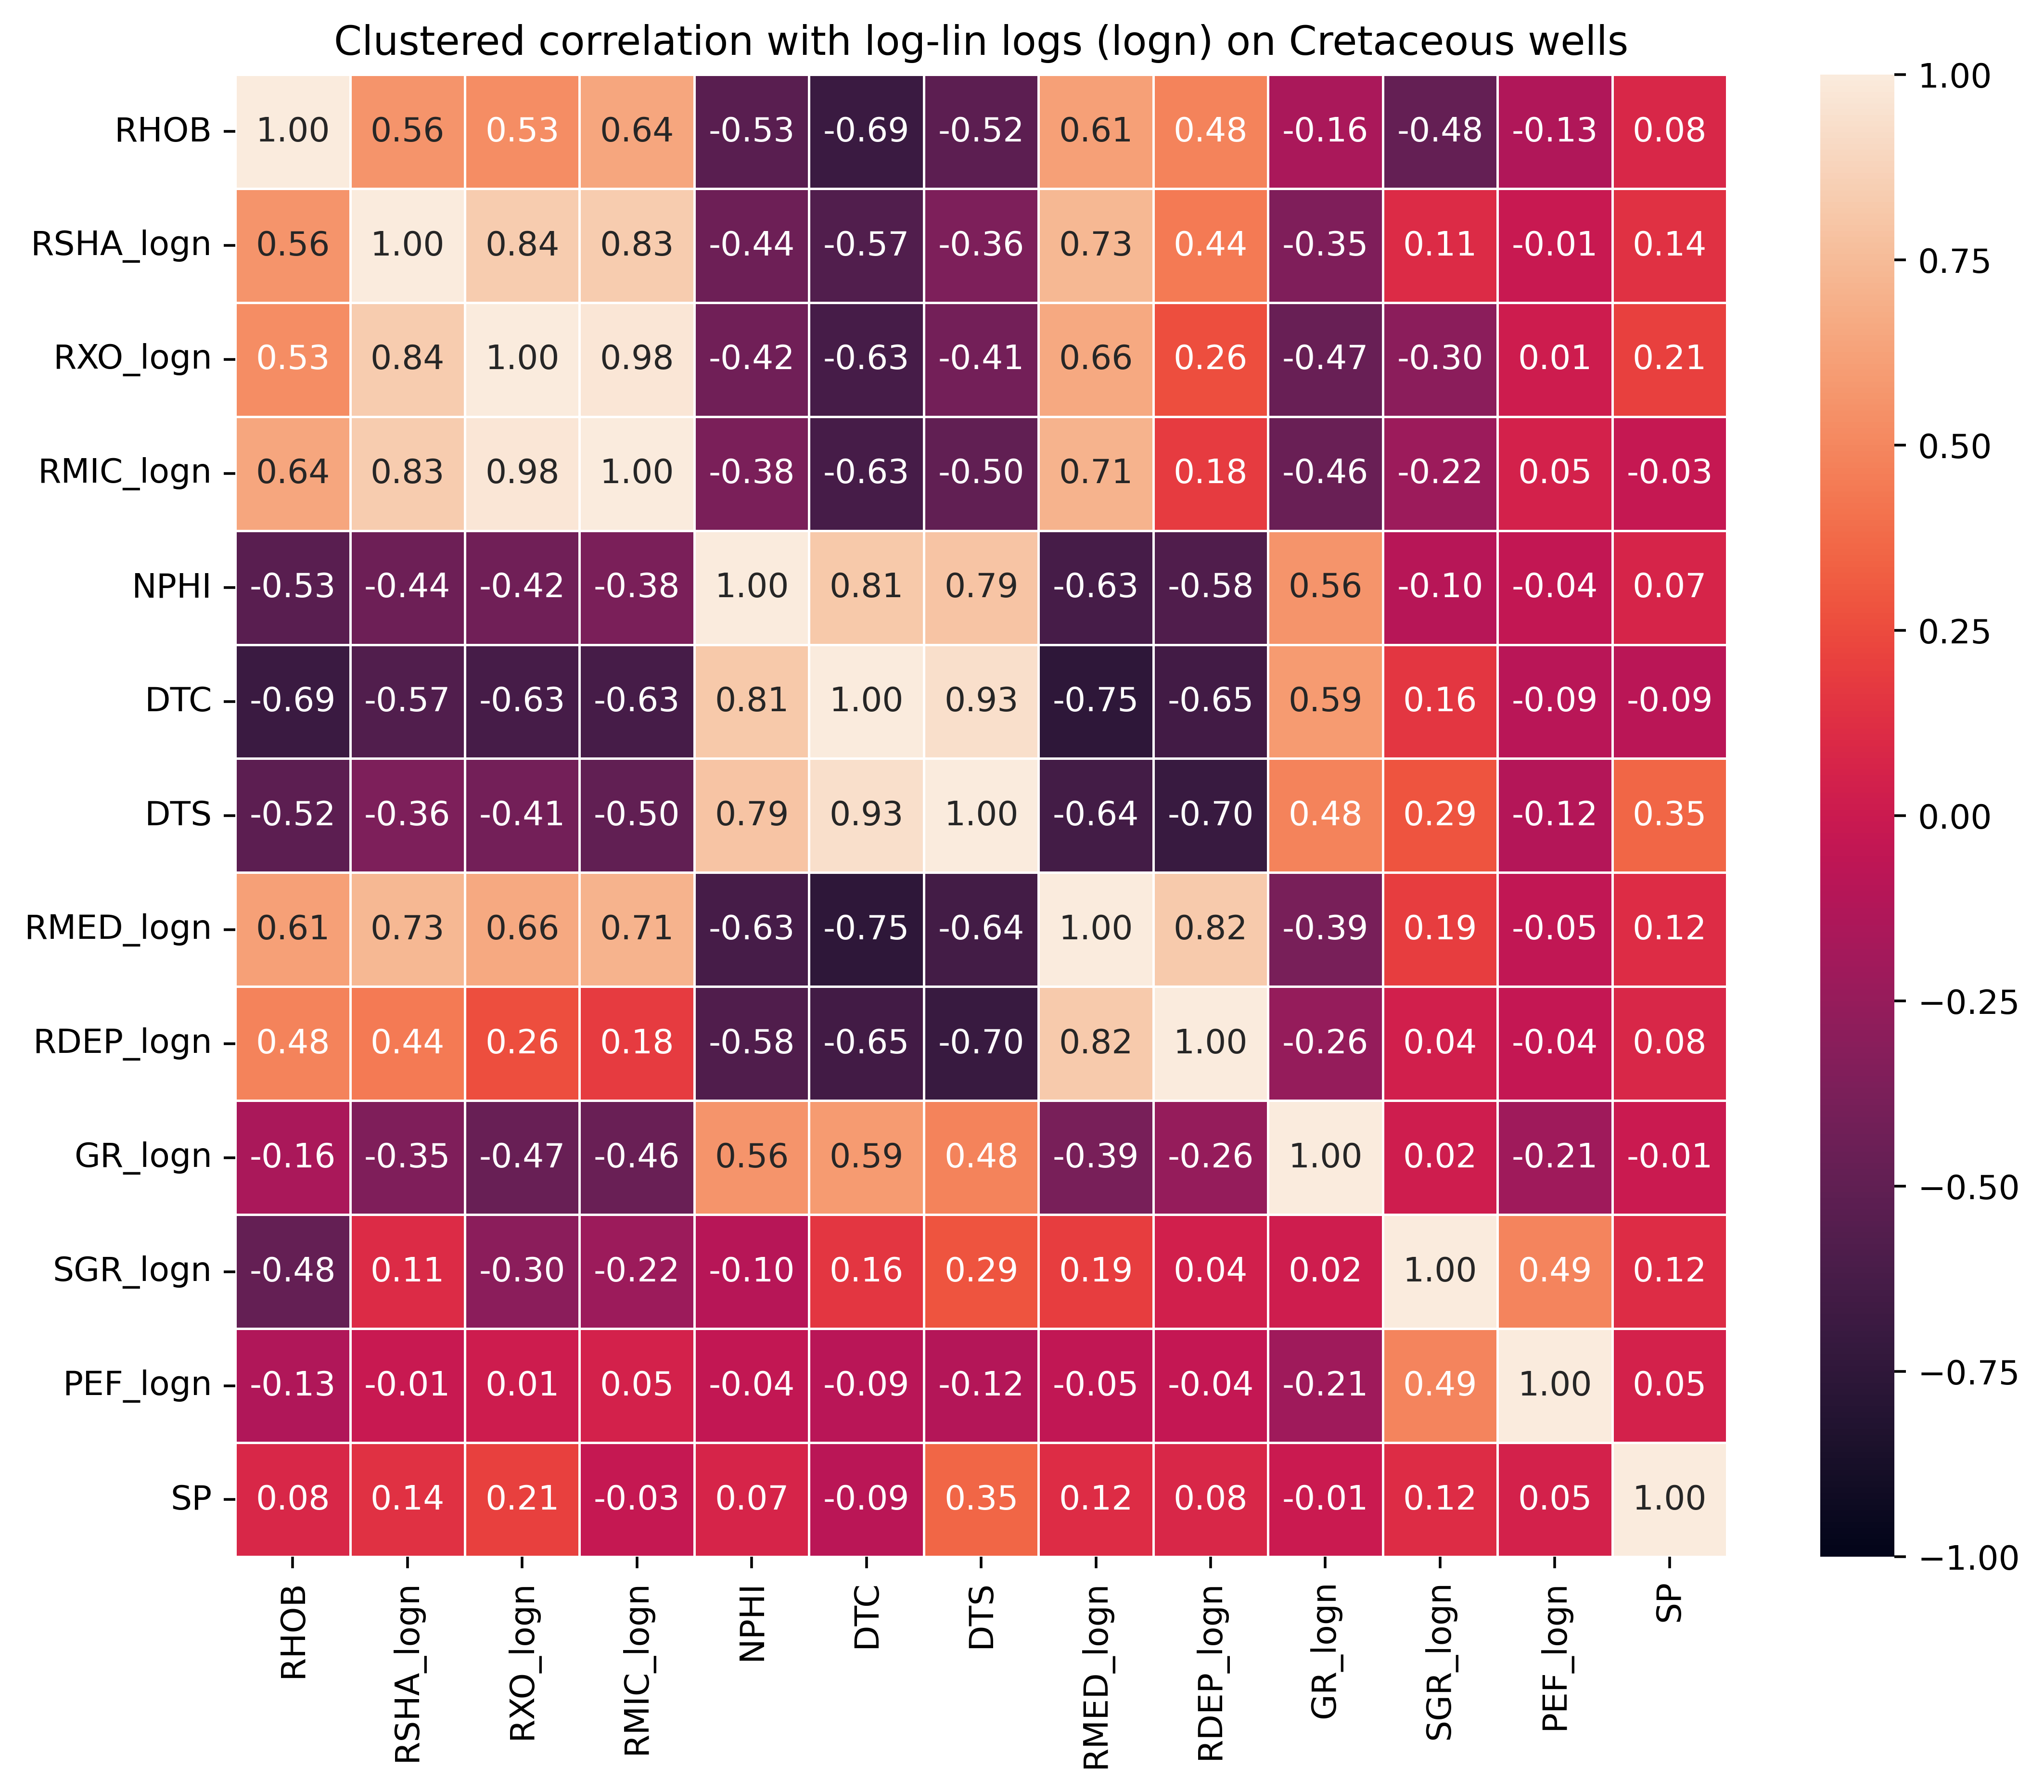 Clustered correlation with log-lin logs (logn) on Cretaceous wells
RHOB 1.00 0.56 0.53 0.64 -0.53 -0.69 -0.52 0.61 0.48 -0.16 -0.48 -0.13 0.08
RSHA_logn 0.56 1.00 0.84 0.83 -0.44 -0.57 -0.36 0.73 0.44 -0.35 0.11 -0.01 0.14
RXO_logn 0.53 0.84 1.00 0.98 -0.42 -0.63 -0.41 0.66 0.26 -0.47 -0.30 0.01 0.21
RMIC_logn 0.64 0.83 0.98 1.00 -0.38 -0.63 -0.50 0.71 0.18 -0.46 -0.22 0.05 -0.03
NPHI -0.53 -0.44 -0.42 -0.38 1.00 0.81 0.79 -0.63 -0.58 0.56 -0.10 -0.04 0.07
DTC -0.69 -0.57 -0.63 -0.63 0.81 1.00 0.93 -0.75 -0.65 0.59 0.16 -0.09 -0.09
DTS -0.52 -0.36 -0.41 -0.50 0.79 0.93 1.00 -0.64 -0.70 0.48 0.29 -0.12 0.35
RMED_logn 0.61 0.73 0.66 0.71 -0.63 -0.75 -0.64 1.00 0.82 -0.39 0.19 -0.05 0.12
RDEP_logn 0.48 0.44 0.26 0.18 -0.58 -0.65 -0.70 0.82 1.00 -0.26 0.04 -0.04 0.08
GR_logn -0.16 -0.35 -0.47 -0.46 0.56 0.59 0.48 -0.39 -0.26 1.00 0.02 -0.21 -0.01
SGR_logn -0.48 0.11 -0.30 -0.22 -0.10 0.16 0.29 0.19 0.04 0.02 1.00 0.49 0.12
PEF_logn -0.13 -0.01 0.01 0.05 -0.04 -0.09 -0.12 -0.05 -0.04 -0.21 0.49 1.00 0.05
SP 0.08 0.14 0.21 -0.03 0.07 -0.09 0.35 0.12 0.08 -0.01 0.12 0.05 1.00
RHOB RSHA_logn RXO_logn RMIC_logn NPHI DTC DTS RMED_logn RDEP_logn GR_logn SGR_logn PEF_logn SP
1.00
0.75
0.50
0.25
0.00
−0.25
−0.50
−0.75
−1.00